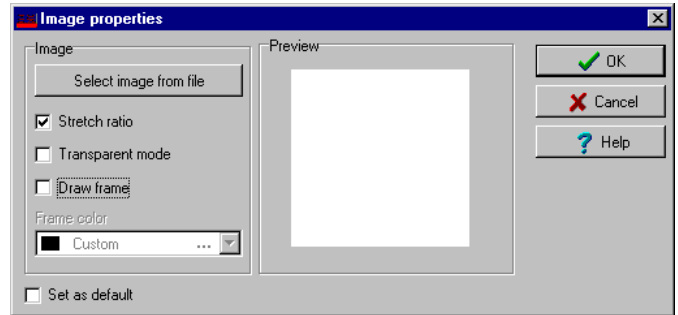 Image properties
Image
Select image from file
Stretch ratio
Transparent mode
Draw frame
Frame color
Custom ...
Set as default
Preview
OK
Cancel
? Help